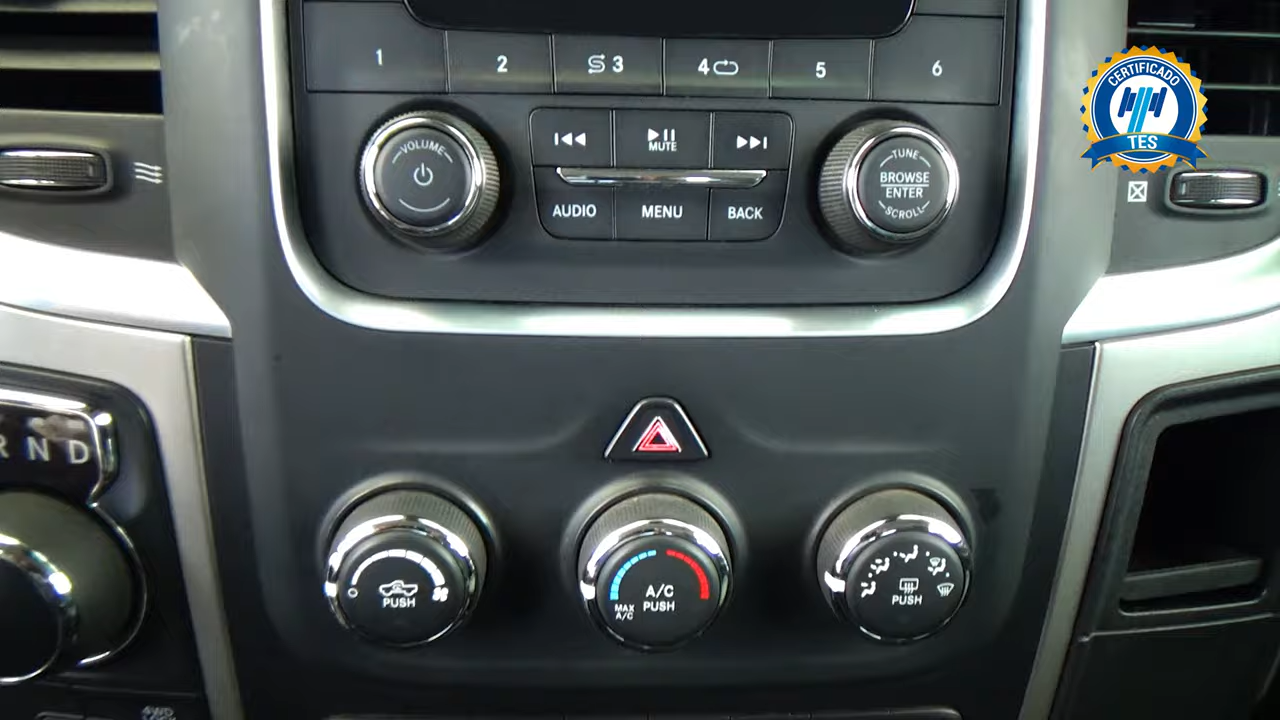 1
2
3
4
5
6
VOLUME
MUTE
AUDIO
MENU
BACK
TUNE
BROWSE
ENTER
SCROLL
CERTIFICADO
TES
R N D
PUSH
A/C
PUSH
MAX
A/C
PUSH
4WD